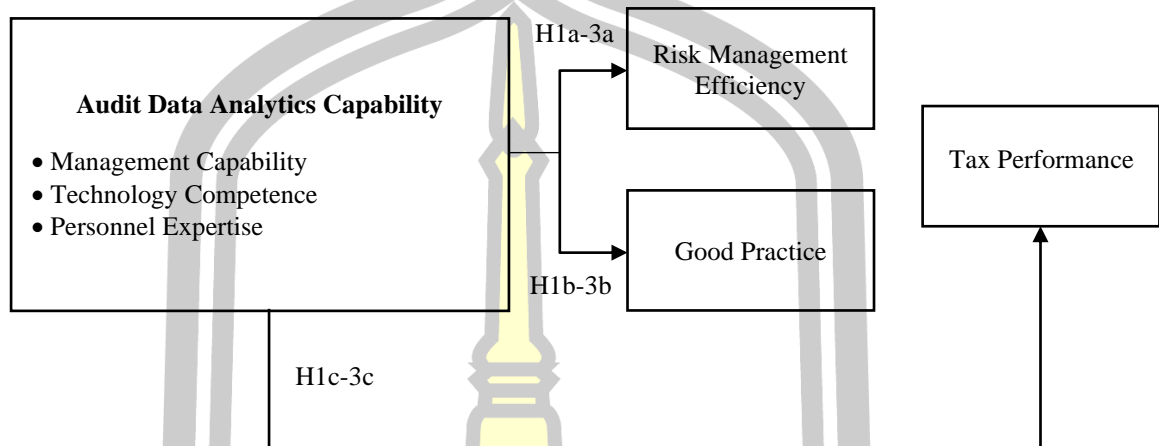 H1a-3a
Risk Management
Efficiency
Audit Data Analytics Capability
• Management Capability
• Technology Competence
• Personnel Expertise
Tax Performance
Good Practice
H1b-3b
H1c-3c